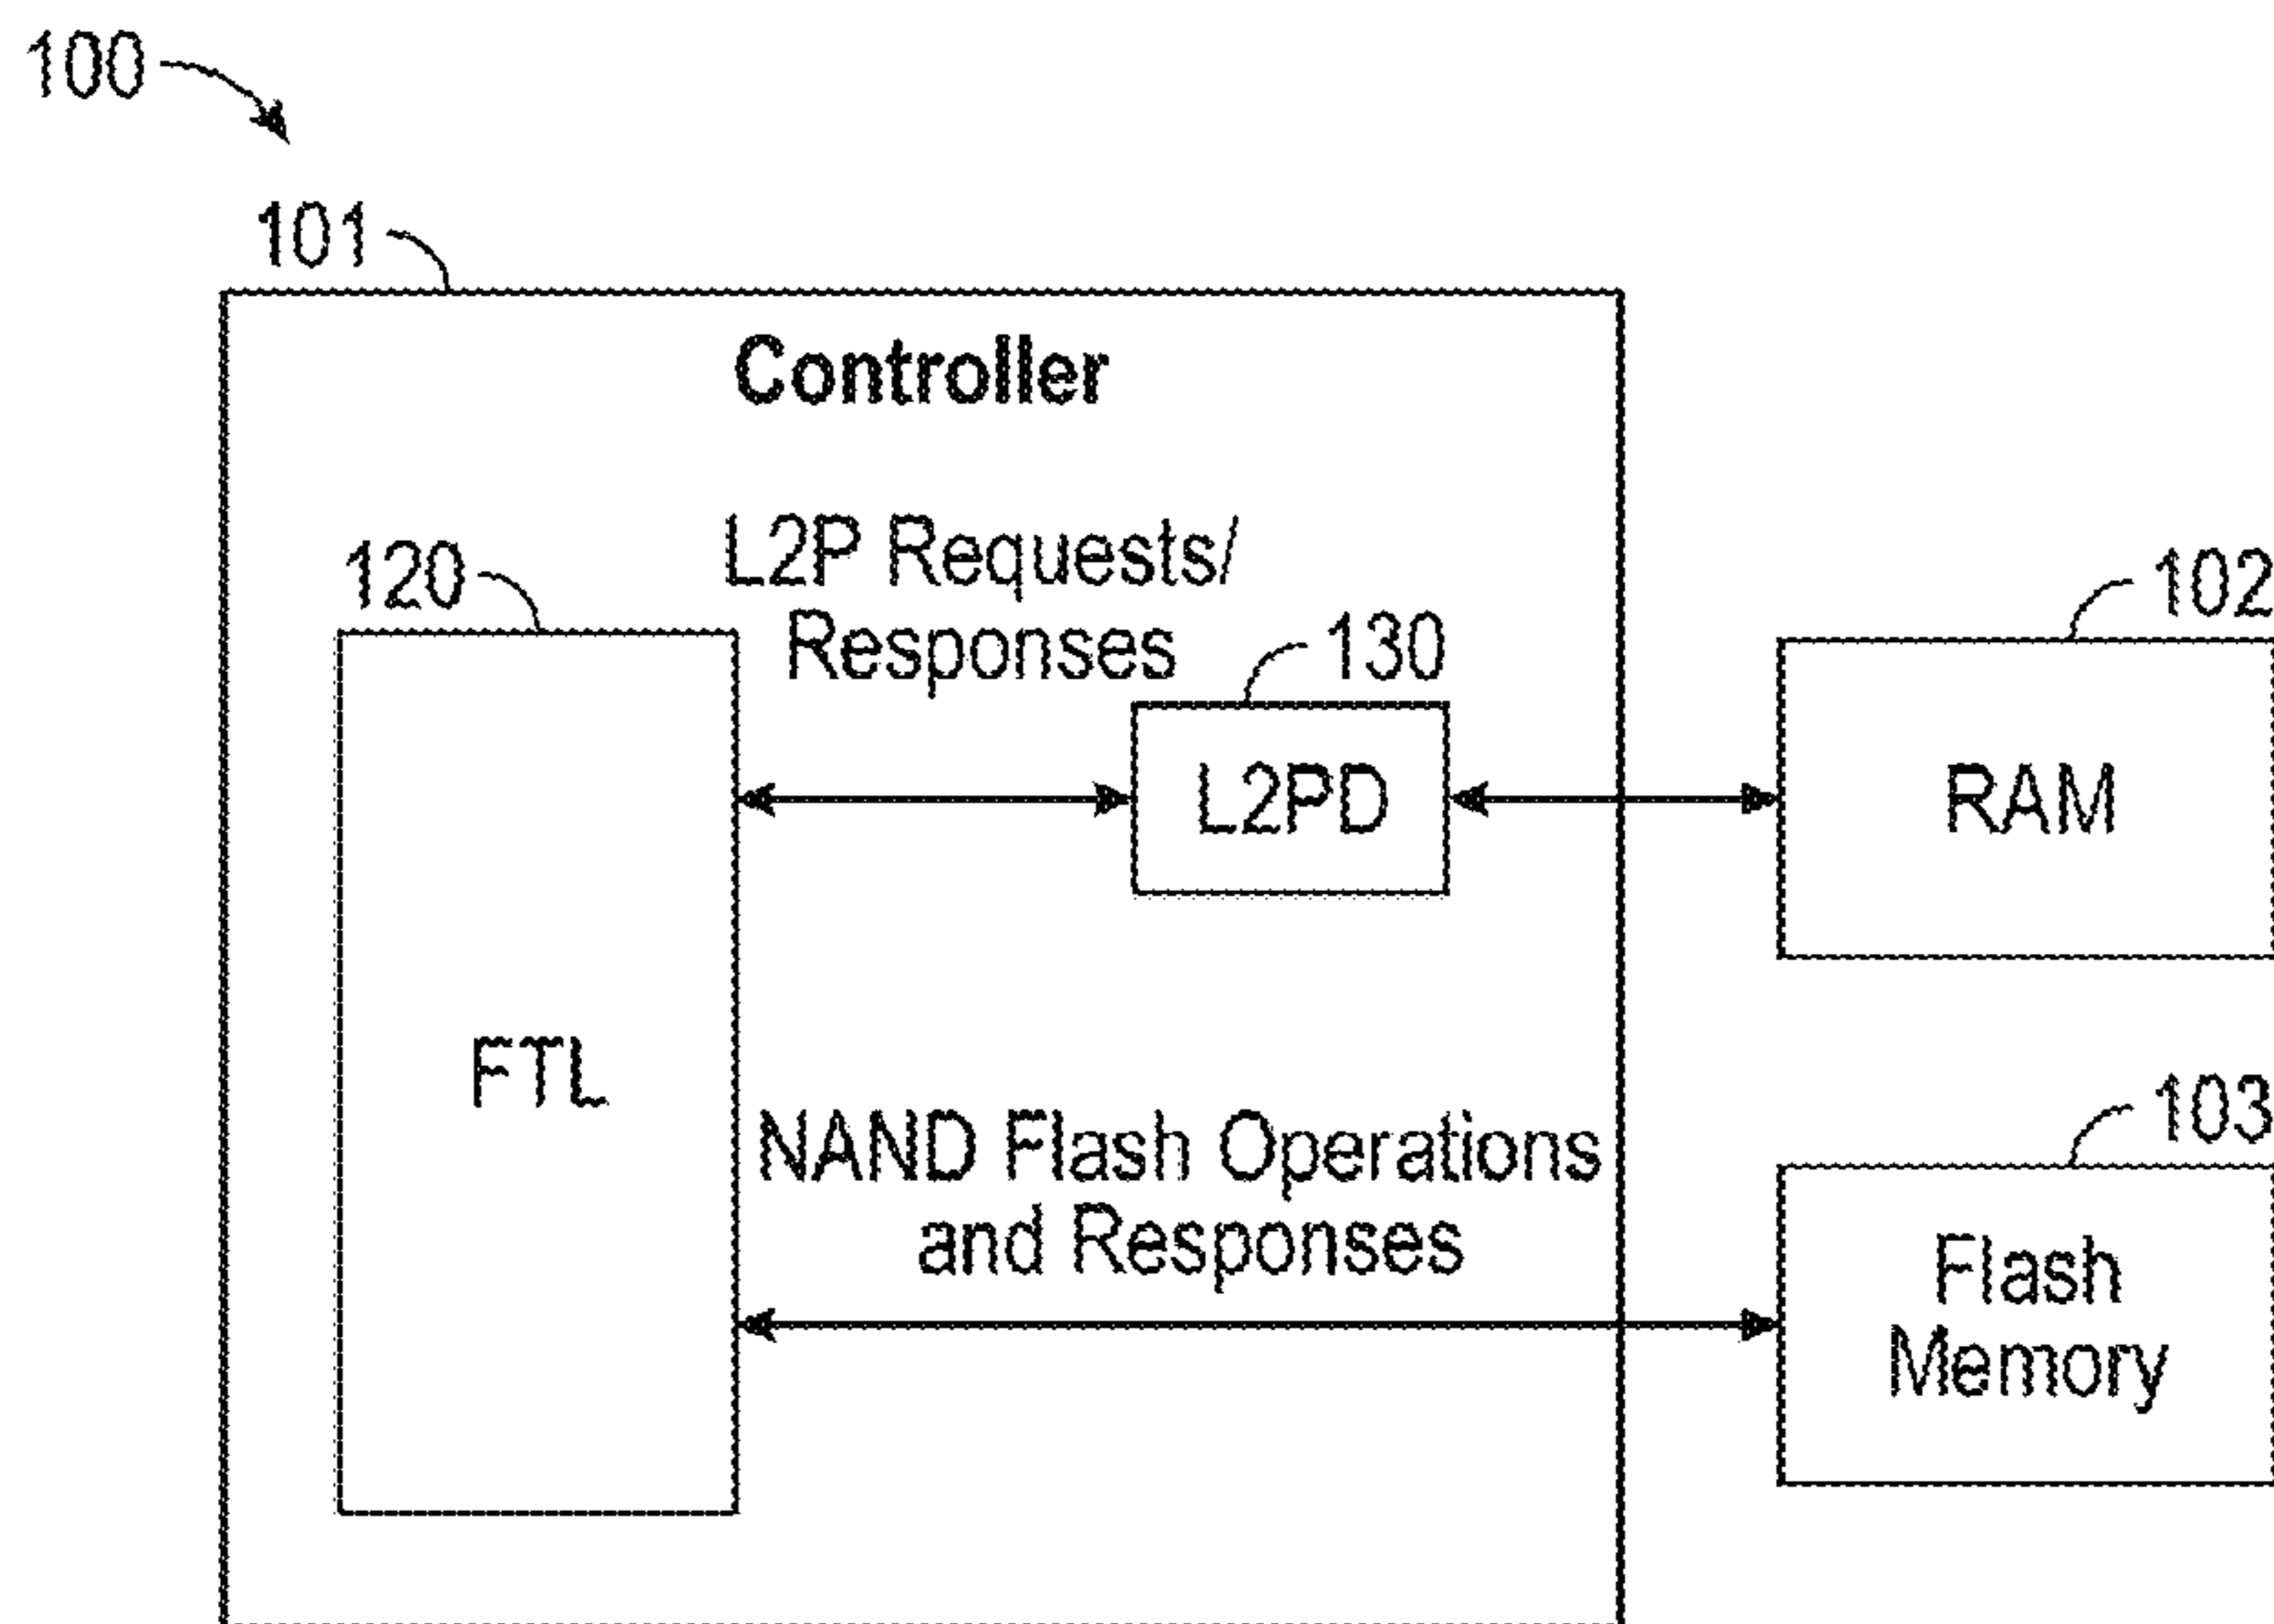 100
101
Controller
L2P Requests/
Responses
120
130
102
L2PD
RAM
FTL
103
NAND Flash Operations
and Responses
Flash
Memory